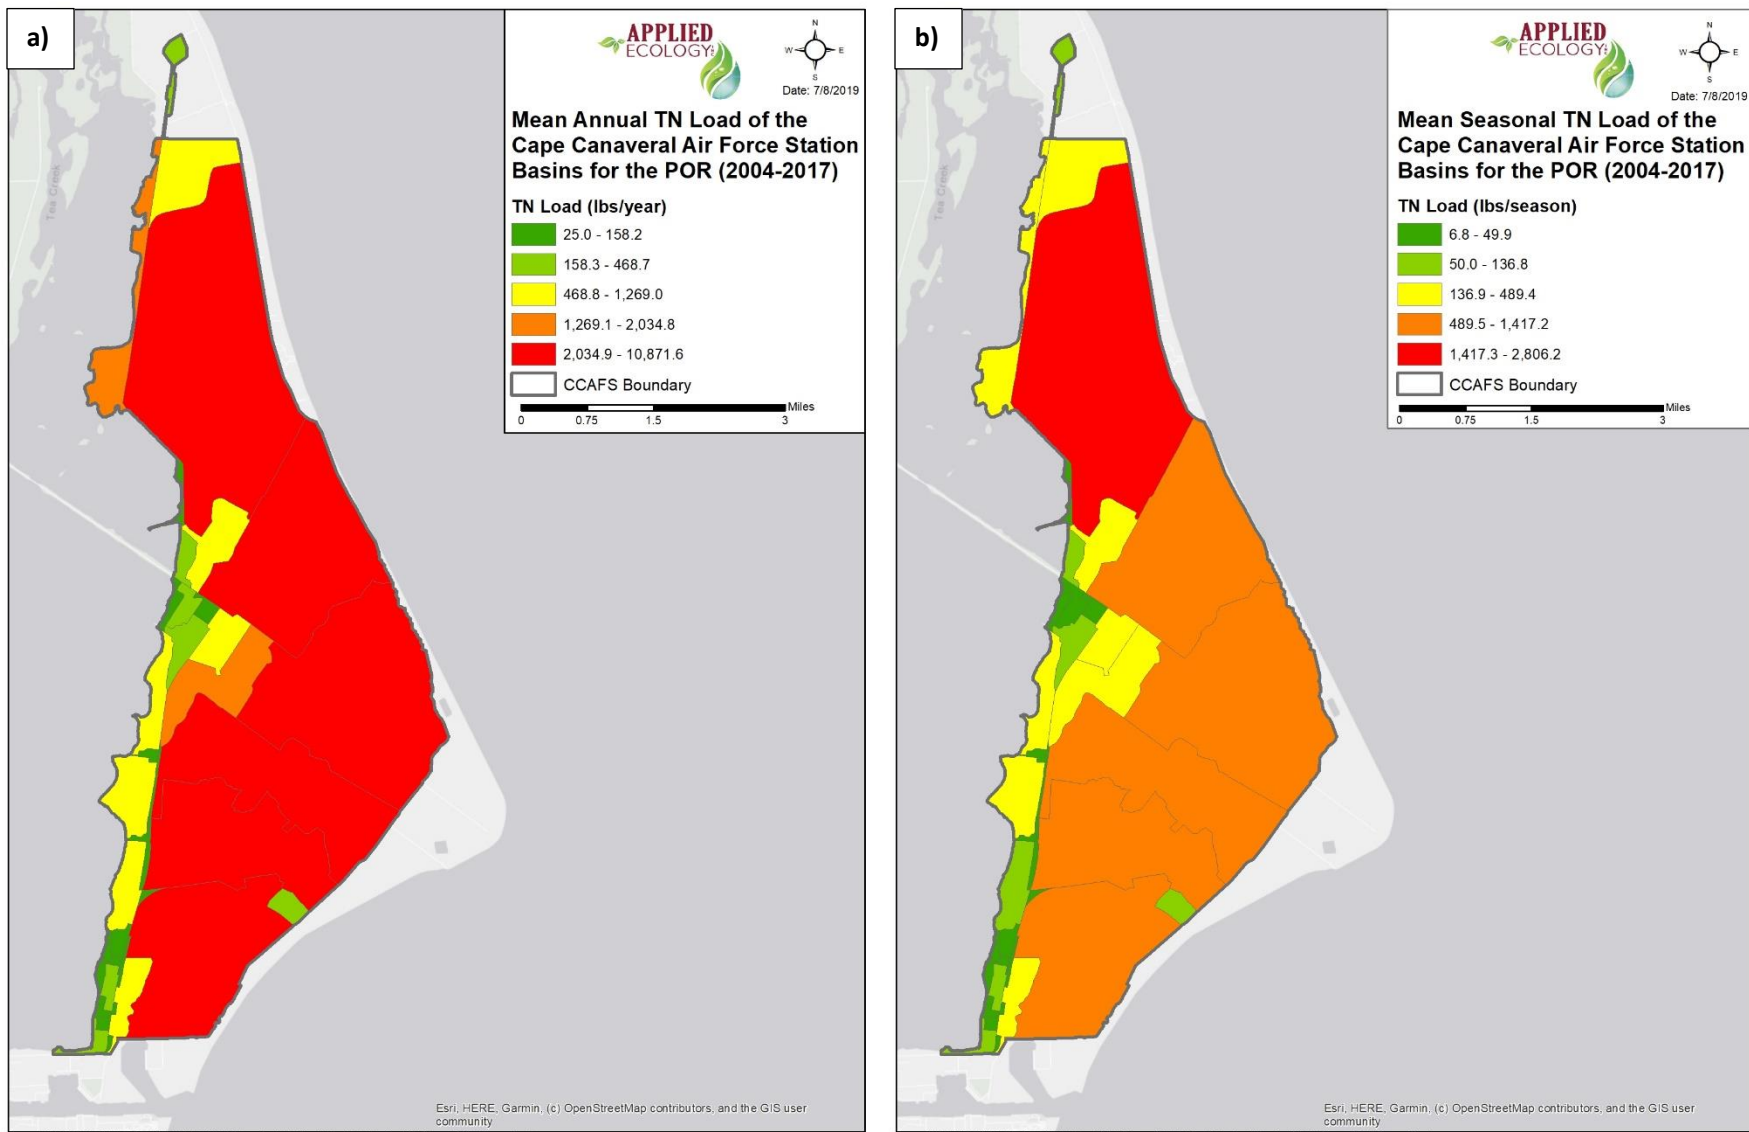 a)
APPLIED
ECOLOGY INC
N
W E
S
Date: 7/8/2019
Mean Annual TN Load of the
Cape Canaveral Air Force Station
Basins for the POR (2004-2017)
TN Load (lbs/year)
25.0 - 158.2
158.3 - 468.7
468.8 - 1,269.0
1,269.1 - 2,034.8
2,034.9 - 10,871.6
CCAFS Boundary
Miles
0 0.75 1.5 3
Tea Creek
Esri, HERE, Garmin, (c) OpenStreetMap contributors, and the GIS user
community
b)
APPLIED
ECOLOGY INC
N
W E
S
Date: 7/8/2019
Mean Seasonal TN Load of the
Cape Canaveral Air Force Station
Basins for the POR (2004-2017)
TN Load (lbs/season)
6.8 - 49.9
50.0 - 136.8
136.9 - 489.4
489.5 - 1,417.2
1,417.3 - 2,806.2
CCAFS Boundary
Miles
0 0.75 1.5 3
Tea Creek
Esri, HERE, Garmin, (c) OpenStreetMap contributors, and the GIS user
community